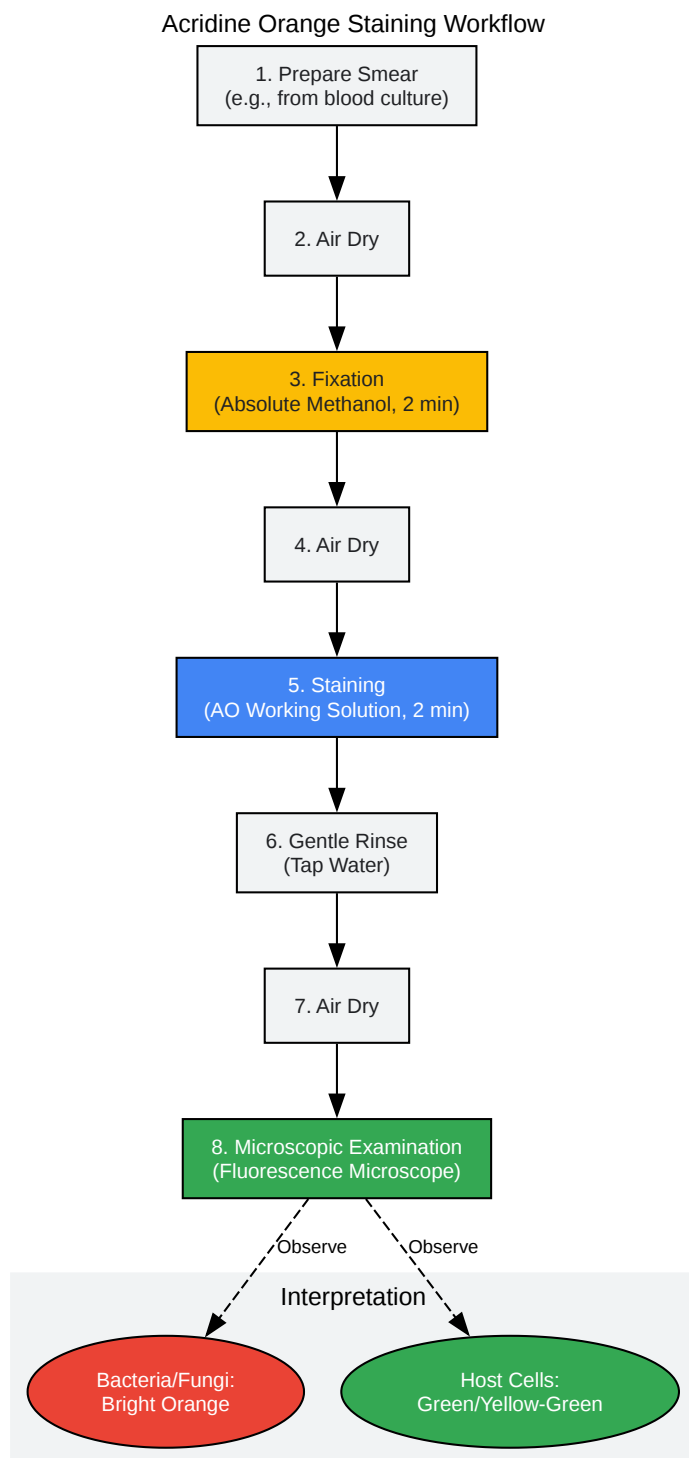 Acridine Orange Staining Workflow
1. Prepare Smear
(e.g., from blood culture)
2. Air Dry
3. Fixation
(Absolute Methanol, 2 min)
4. Air Dry
5. Staining
(AO Working Solution, 2 min)
6. Gentle Rinse
(Tap Water)
7. Air Dry
8. Microscopic Examination
(Fluorescence Microscope)
Observe
Observe
Interpretation
Bacteria/Fungi:
Bright Orange
Host Cells:
Green/Yellow-Green